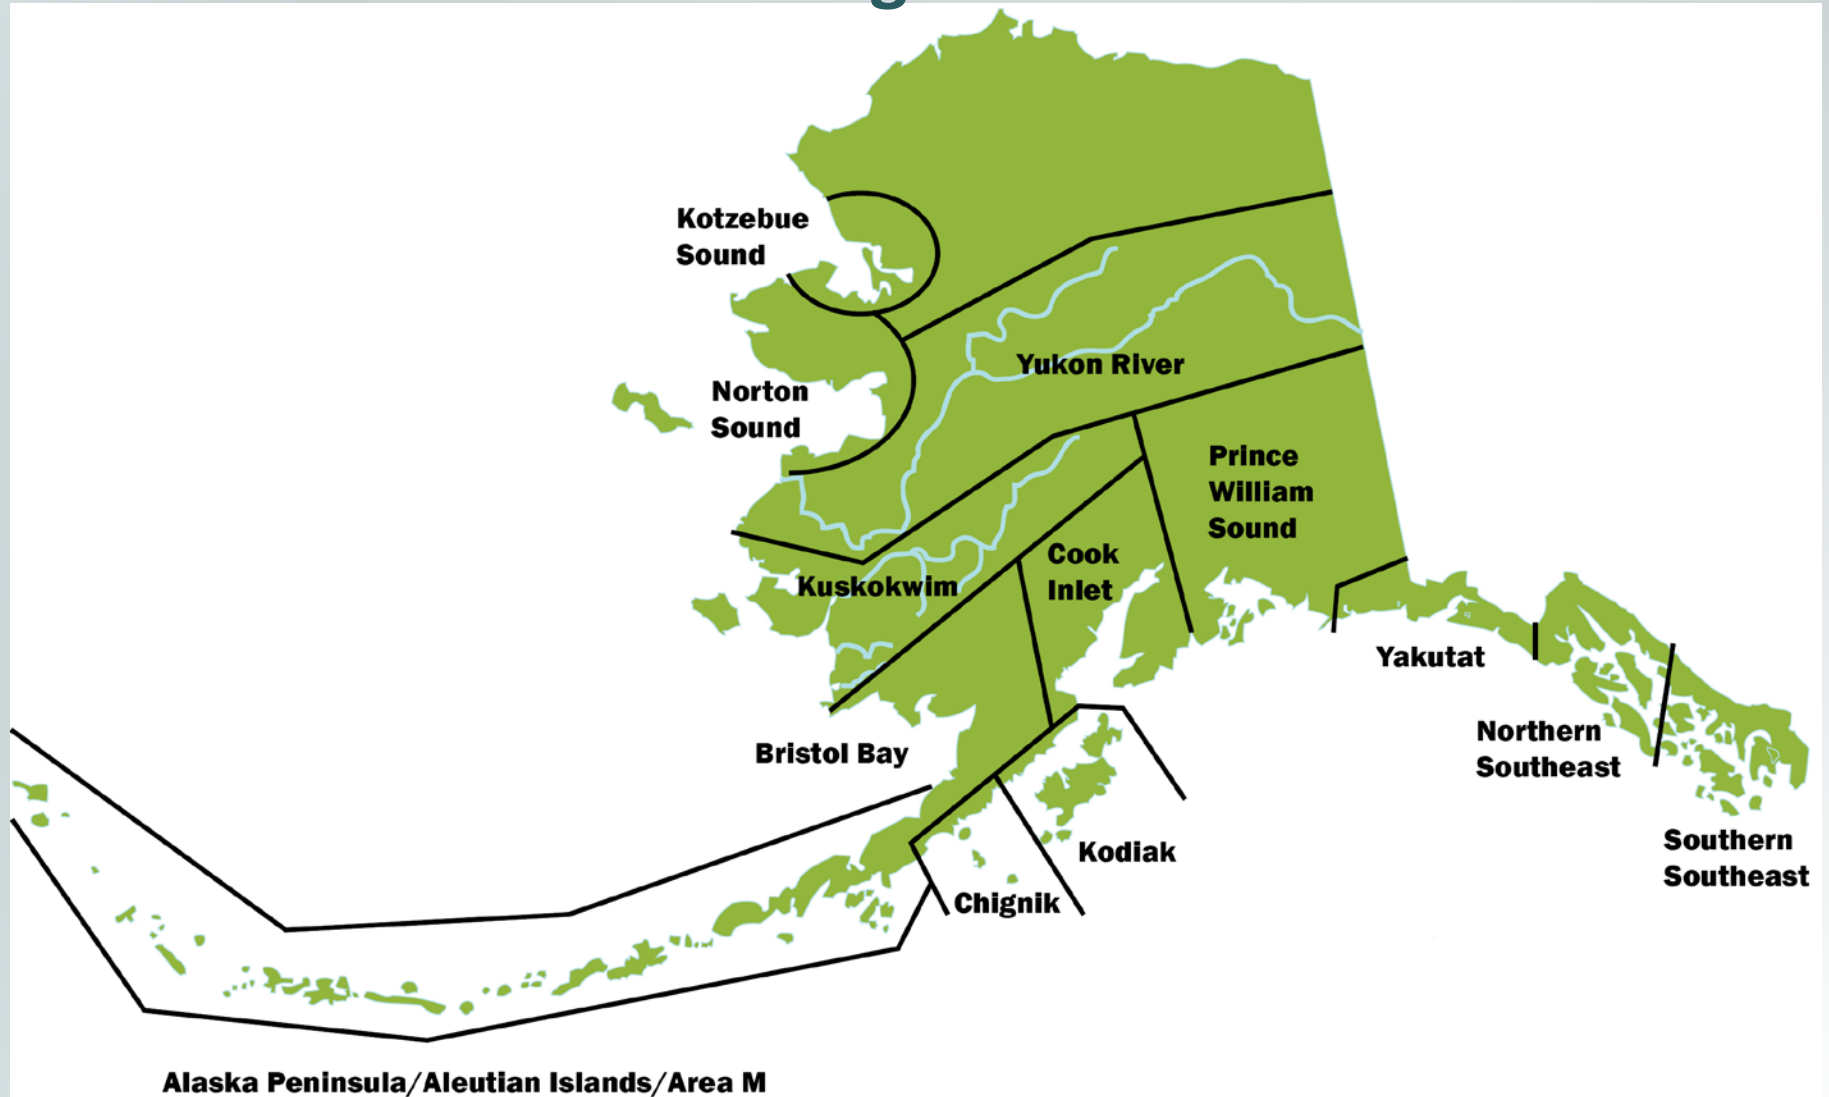 Kotzebue
Sound
Norton
Sound
Yukon River
Prince
William
Sound
Cook
Inlet
Kuskokwim
Yakutat
Bristol Bay
Northern
Southeast
Kodiak
Southern
Southeast
Chignik
Alaska Peninsula/Aleutian Islands/Area M